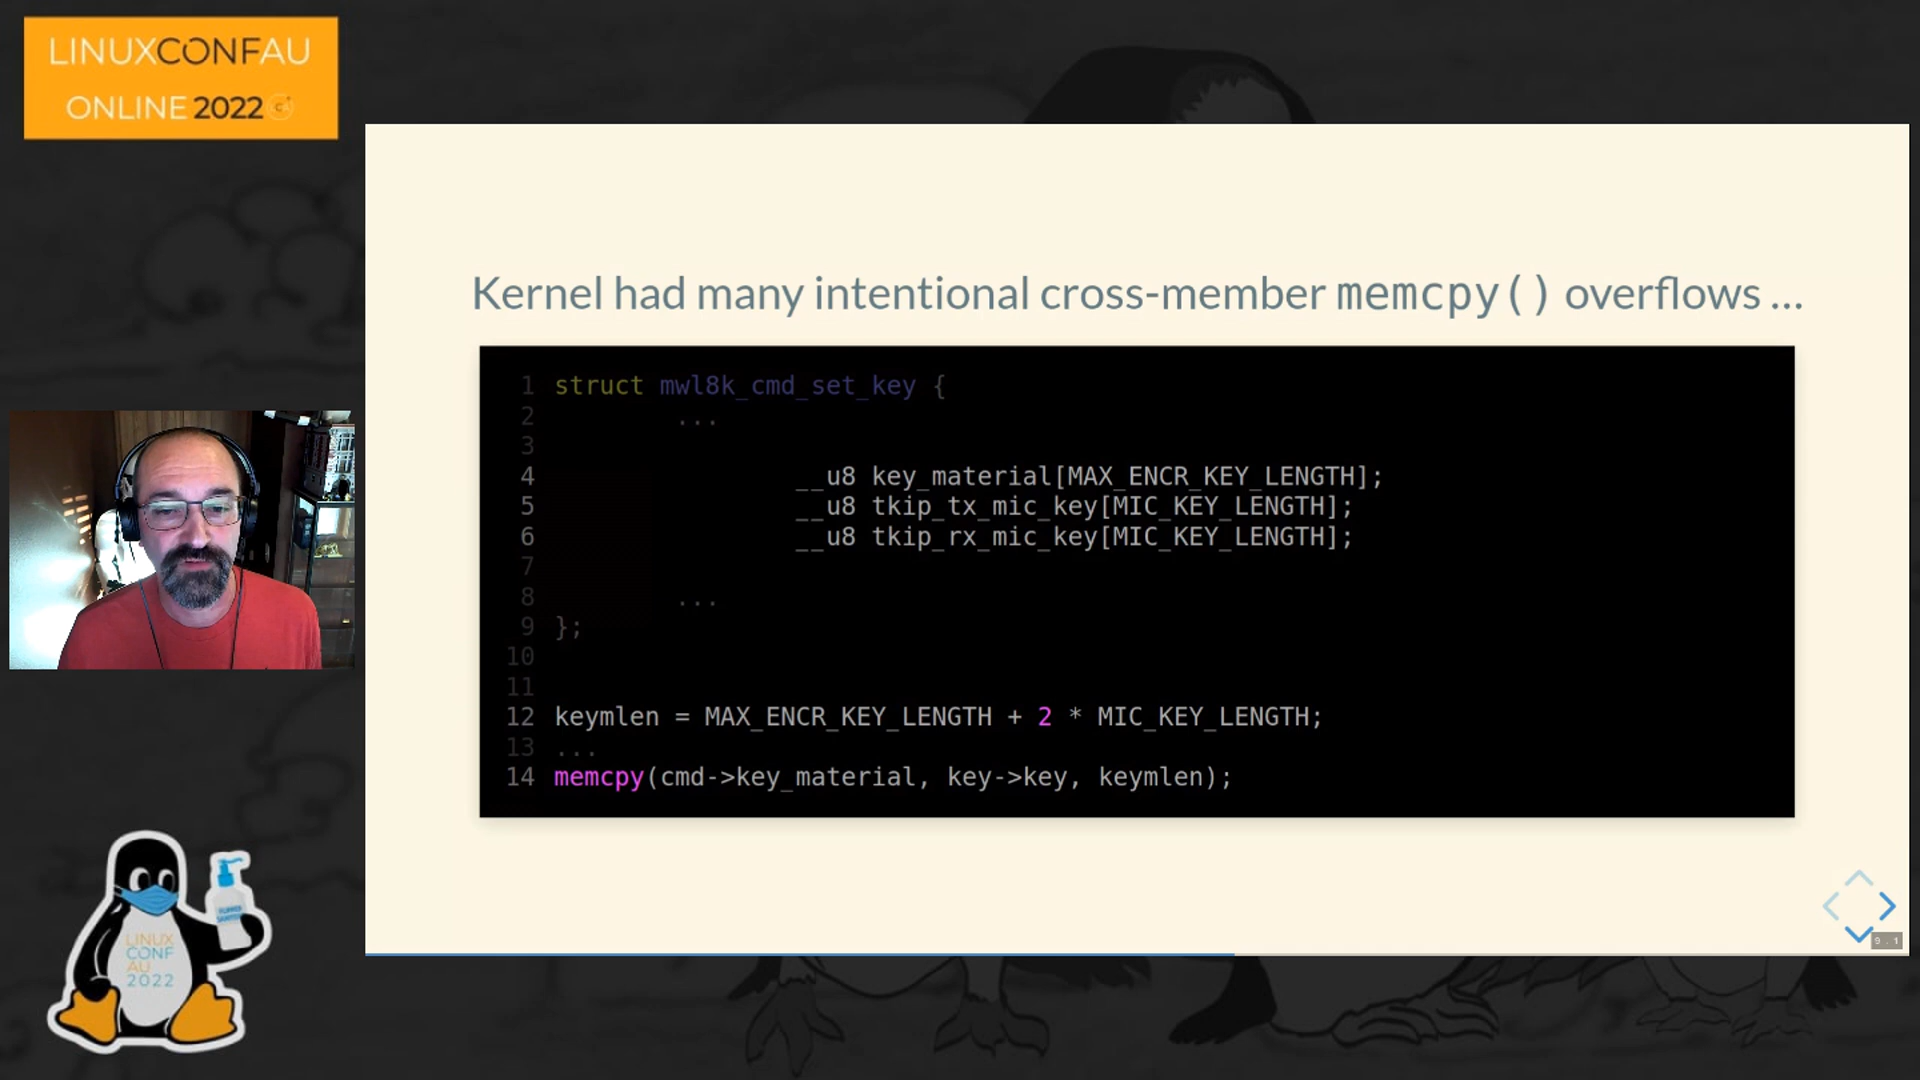 LINUXCONFAU
ONLINE 2022
Kernel had many intentional cross-member memcpy() overflows ...
1 struct mwl8k_cmd_set_key {
2 ...
3
4 __u8 key_material[MAX_ENCR_KEY_LENGTH];
5 __u8 tkip_tx_mic_key[MIC_KEY_LENGTH];
6 __u8 tkip_rx_mic_key[MIC_KEY_LENGTH];
7
8 ...
9 };
10
11
12 keymlen = MAX_ENCR_KEY_LENGTH + 2 * MIC_KEY_LENGTH;
13 ...
14 memcpy(cmd->key_material, key->key, keymlen);
9.1
LINUX
CONF
AU
2022